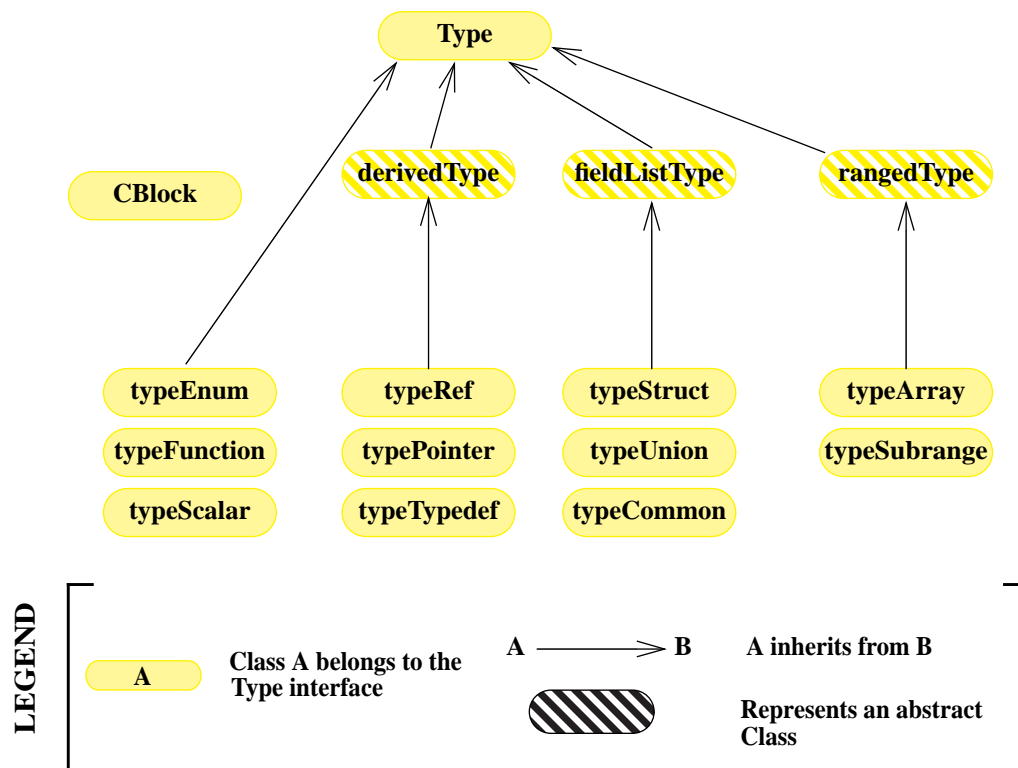 Type
derivedType
fieldListType
rangedType
CBlock
typeEnum
typeRef
typeStruct
typeArray
typeFunction
typePointer
typeUnion
typeSubrange
typeScalar
typeTypedef
typeCommon
LEGEND
A
Class A belongs to the
Type interface
A
B
A inherits from B
Represents an abstract
Class